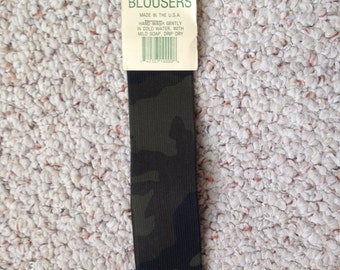 BLOUSERS
MADE IN THE U.S.A.
HAND WASH GENTLY
IN COLD WATER, WITH
MILD SOAP, DRIP DRY